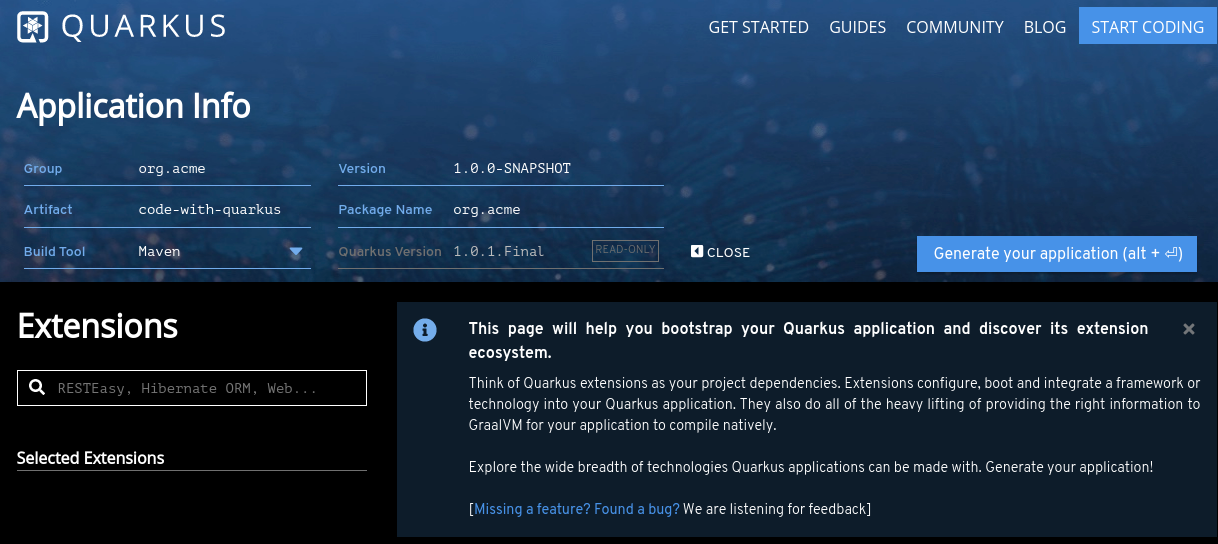 QUARKUS
GET STARTED GUIDES COMMUNITY BLOG START CODING
Application Info
Group org.acme Version 1.0.0-SNAPSHOT
Artifact code-with-quarkus Package Name org.acme
Build Tool Maven Quarkus Version 1.0.1.Final READ-ONLY CLOSE Generate your application (alt + ⏎)
Extensions
RESTEasy, Hibernate ORM, Web...
Selected Extensions
This page will help you bootstrap your Quarkus application and discover its extension
ecosystem.
Think of Quarkus extensions as your project dependencies. Extensions configure, boot and integrate a framework or
technology into your Quarkus application. They also do all of the heavy lifting of providing the right information to
GraalVM for your application to compile natively.
Explore the wide breadth of technologies Quarkus applications can be made with. Generate your application!
[Missing a feature? Found a bug? We are listening for feedback]